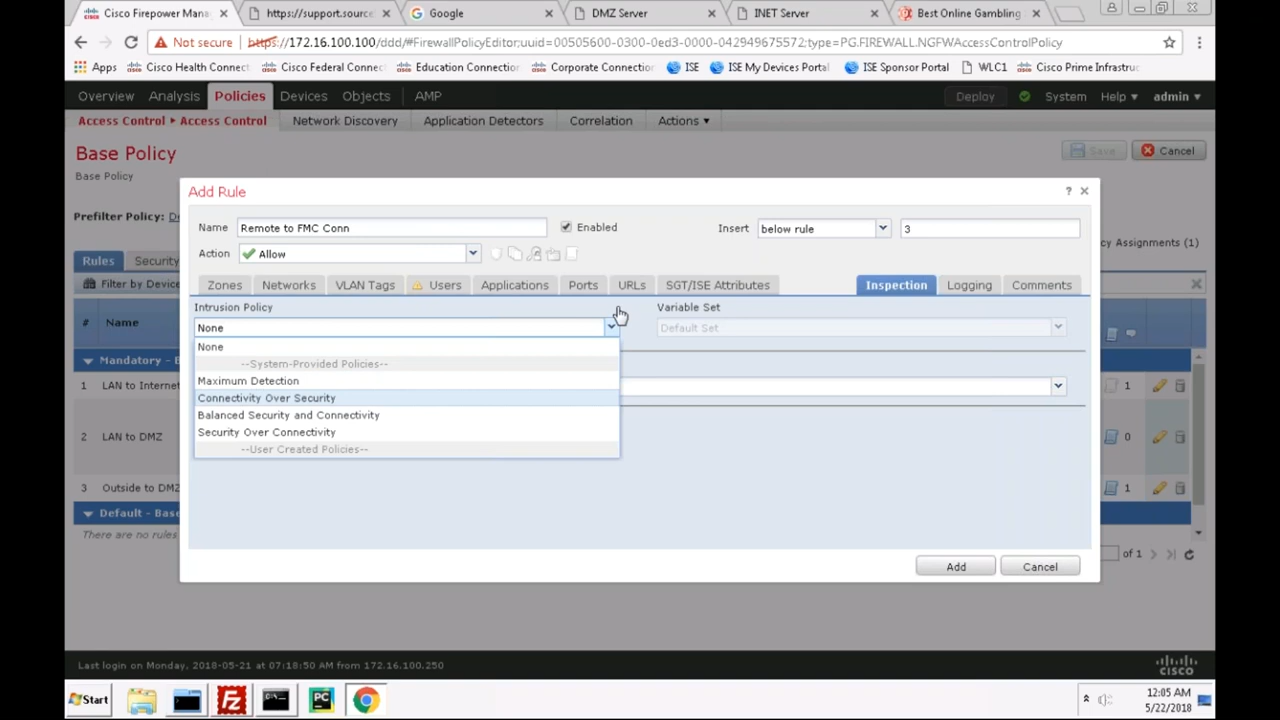 Cisco Firepower Mana
https://support.source
Google
DMZ Server
INET Server
Best Online Gambling
Not secure https://172.16.100.100/ddd/#FirewallPolicyEditor;uuid=00505600-0300-0ed3-0000-042949675572;type=PG.FIREWALL.NGFWAccessControlPolicy
Apps Cisco Health Connect Cisco Federal Connec Education Connectio Corporate Connectior ISE ISE My Devices Portal ISE Sponsor Portal WLC1 Cisco Prime Infrastruc
Overview Analysis Policies Devices Objects AMP Deploy System Help admin
Access Control Access Control Network Discovery Application Detectors Correlation Actions
Base Policy Save Cancel
Base Policy
Add Rule ?
Prefilter Policy: D
Name Remote to FMC Conn Enabled Insert below rule 3
cy Assignments (1)
Action Allow
Rules Security
Filter by Device
Zones Networks VLAN Tags Users Applications Ports URLs SGT/ISE Attributes Inspection Logging Comments
Intrusion Policy Variable Set
# Name
None Default Set
None
--System-Provided Policies--
Mandatory - B
Maximum Detection
1 LAN to Internet 1
Connectivity Over Security
Balanced Security and Connectivity
Security Over Connectivity
2 LAN to DMZ 0
--User Created Policies--
3 Outside to DMZ 1
Default - Base
There are no rules
of 1
Add Cancel
Last login on Monday, 2018-05-21 at 07:18:50 AM from 172.16.100.250
CISCO
Start
PC
12:05 AM
5/22/2018